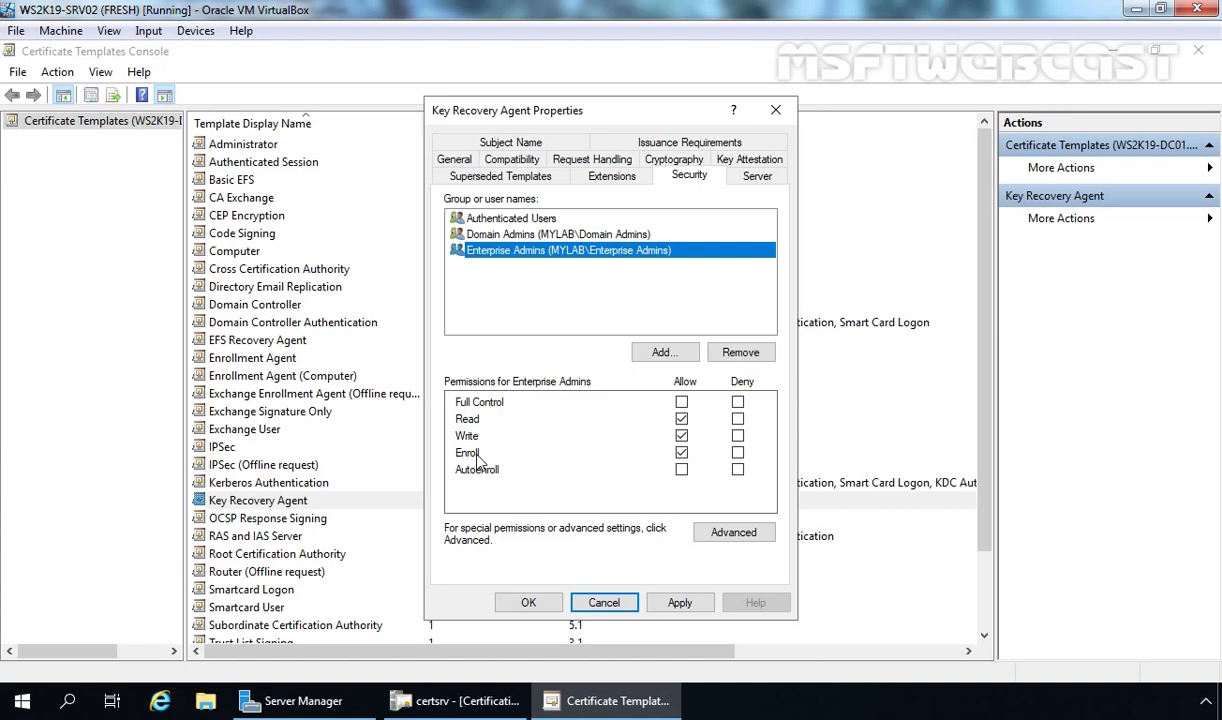 WS2K19-SRV02 (FRESH) [Running] - Oracle VM VirtualBox
File Machine View Input Devices Help
Certificate Templates Console
MSFTWEBCAST
File Action View Help
Certificate Templates (WS2K19-D
Template Display Name
Administrator
Authenticated Session
Basic EFS
CA Exchange
CEP Encryption
Code Signing
Computer
Cross Certification Authority
Directory Email Replication
Domain Controller
Domain Controller Authentication
EFS Recovery Agent
Enrollment Agent
Enrollment Agent (Computer)
Exchange Enrollment Agent (Offline requ...
Exchange Signature Only
Exchange User
IPSec
IPSec (Offline request)
Kerberos Authentication
Key Recovery Agent
OCSP Response Signing
RAS and IAS Server
Root Certification Authority
Router (Offline request)
Smartcard Logon
Smartcard User
Subordinate Certification Authority 1 5.1
Trust List Signing 1 3.1
Key Recovery Agent Properties
? 
Subject Name Issuance Requirements
General Compatibility Request Handling Cryptography Key Attestation
Superseded Templates Extensions Security Server
Group or user names:
Authenticated Users
Domain Admins (MYLAB\Domain Admins)
Enterprise Admins (MYLAB\Enterprise Admins)
Add... Remove
Permissions for Enterprise Admins Allow Deny
Full Control
Read
Write
Enroll
Autoenroll
For special permissions or advanced settings, click
Advanced.
Advanced
OK Cancel Apply Help
tication, Smart Card Logon
tication, Smart Card Logon, KDC Aut
tication
Actions
Certificate Templates (WS2K19-DC01....
More Actions
Key Recovery Agent
More Actions
Server Manager
certsrv - [Certificati...
Certificate Templat...